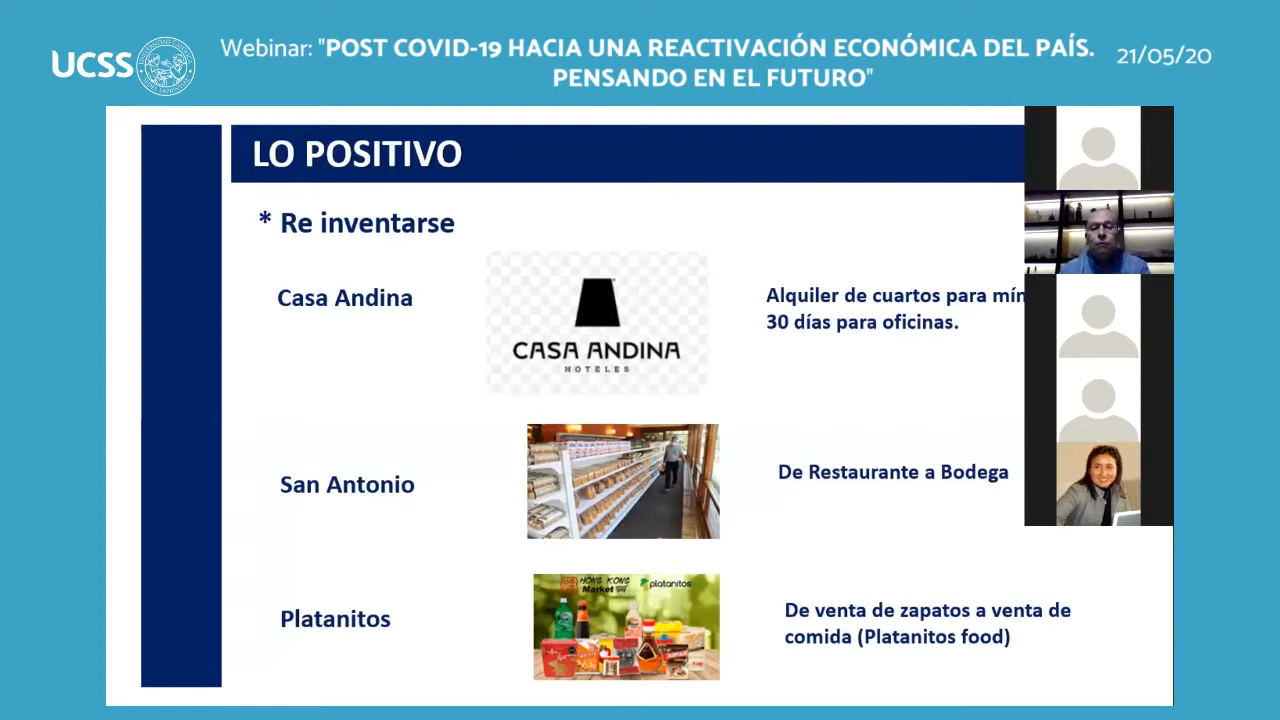 UCSS
Webinar: "POST COVID-19 HACIA UNA REACTIVACIÓN ECONÓMICA DEL PAÍS.
PENSANDO EN EL FUTURO"
21/05/20
LO POSITIVO
* Re inventarse
Casa Andina
CASA ANDINA
HOTELES
Alquiler de cuartos para mín
30 días para oficinas.
San Antonio
De Restaurante a Bodega
Platanitos
HONG KONG
Market
platanitos
De venta de zapatos a venta de
comida (Platanitos food)